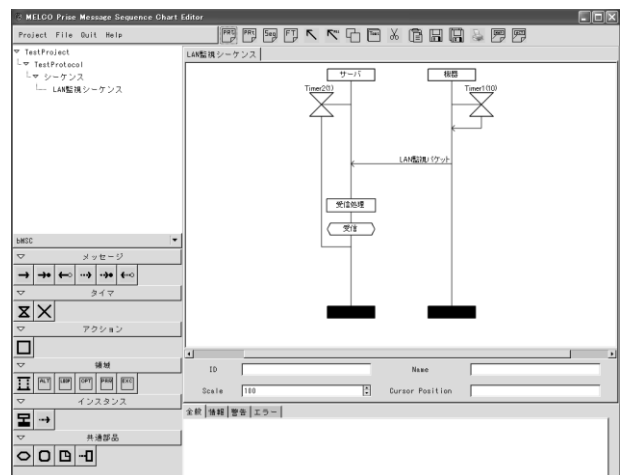 MELCO Prise Message Sequence Chart Editor
Project File Quit Help
TestProject
TestProtocol
シーケンス
LAN監視シーケンス
LAN監視シーケンス
サーバ
機器
Timer2(1)
Timer1(10)
LAN監視パケット
受信処理
受信
bMSC
メッセージ
タイマ
アクション
領域
ALT LOOP OPT PAR EXC
インスタンス
共通部品
ID
Name
Scale 100
Cursor Position
全般 情報 警告 エラー